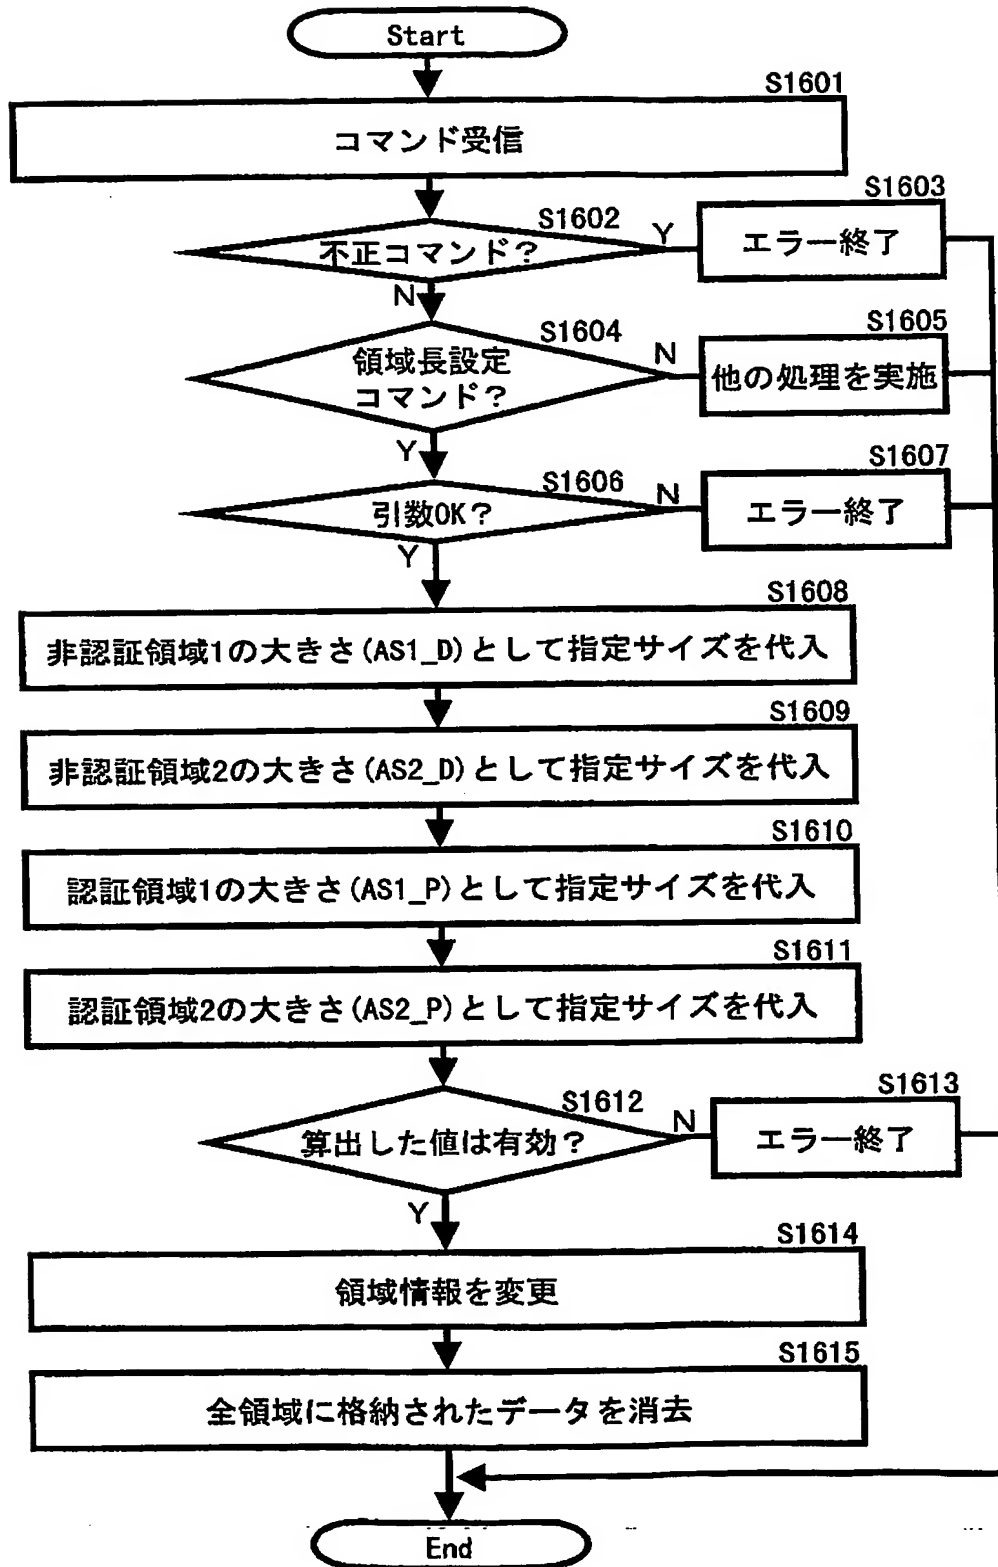 Start
S1601
コマンド受信
S1602
Y
S1603
不正コマンド?
エラー終了
N
S1604
N
S1605
領域長設定
コマンド?
他の処理を実施
Y
S1606
N
S1607
引数OK?
エラー終了
Y
S1608
非認証領域1の大きさ(AS1_D)として指定サイズを代入
S1609
非認証領域2の大きさ(AS2_D)として指定サイズを代入
S1610
認証領域1の大きさ(AS1_P)として指定サイズを代入
S1611
認証領域2の大きさ(AS2_P)として指定サイズを代入
S1612
N
S1613
算出した値は有効?
エラー終了
Y
S1614
領域情報を変更
S1615
全領域に格納されたデータを消去
End